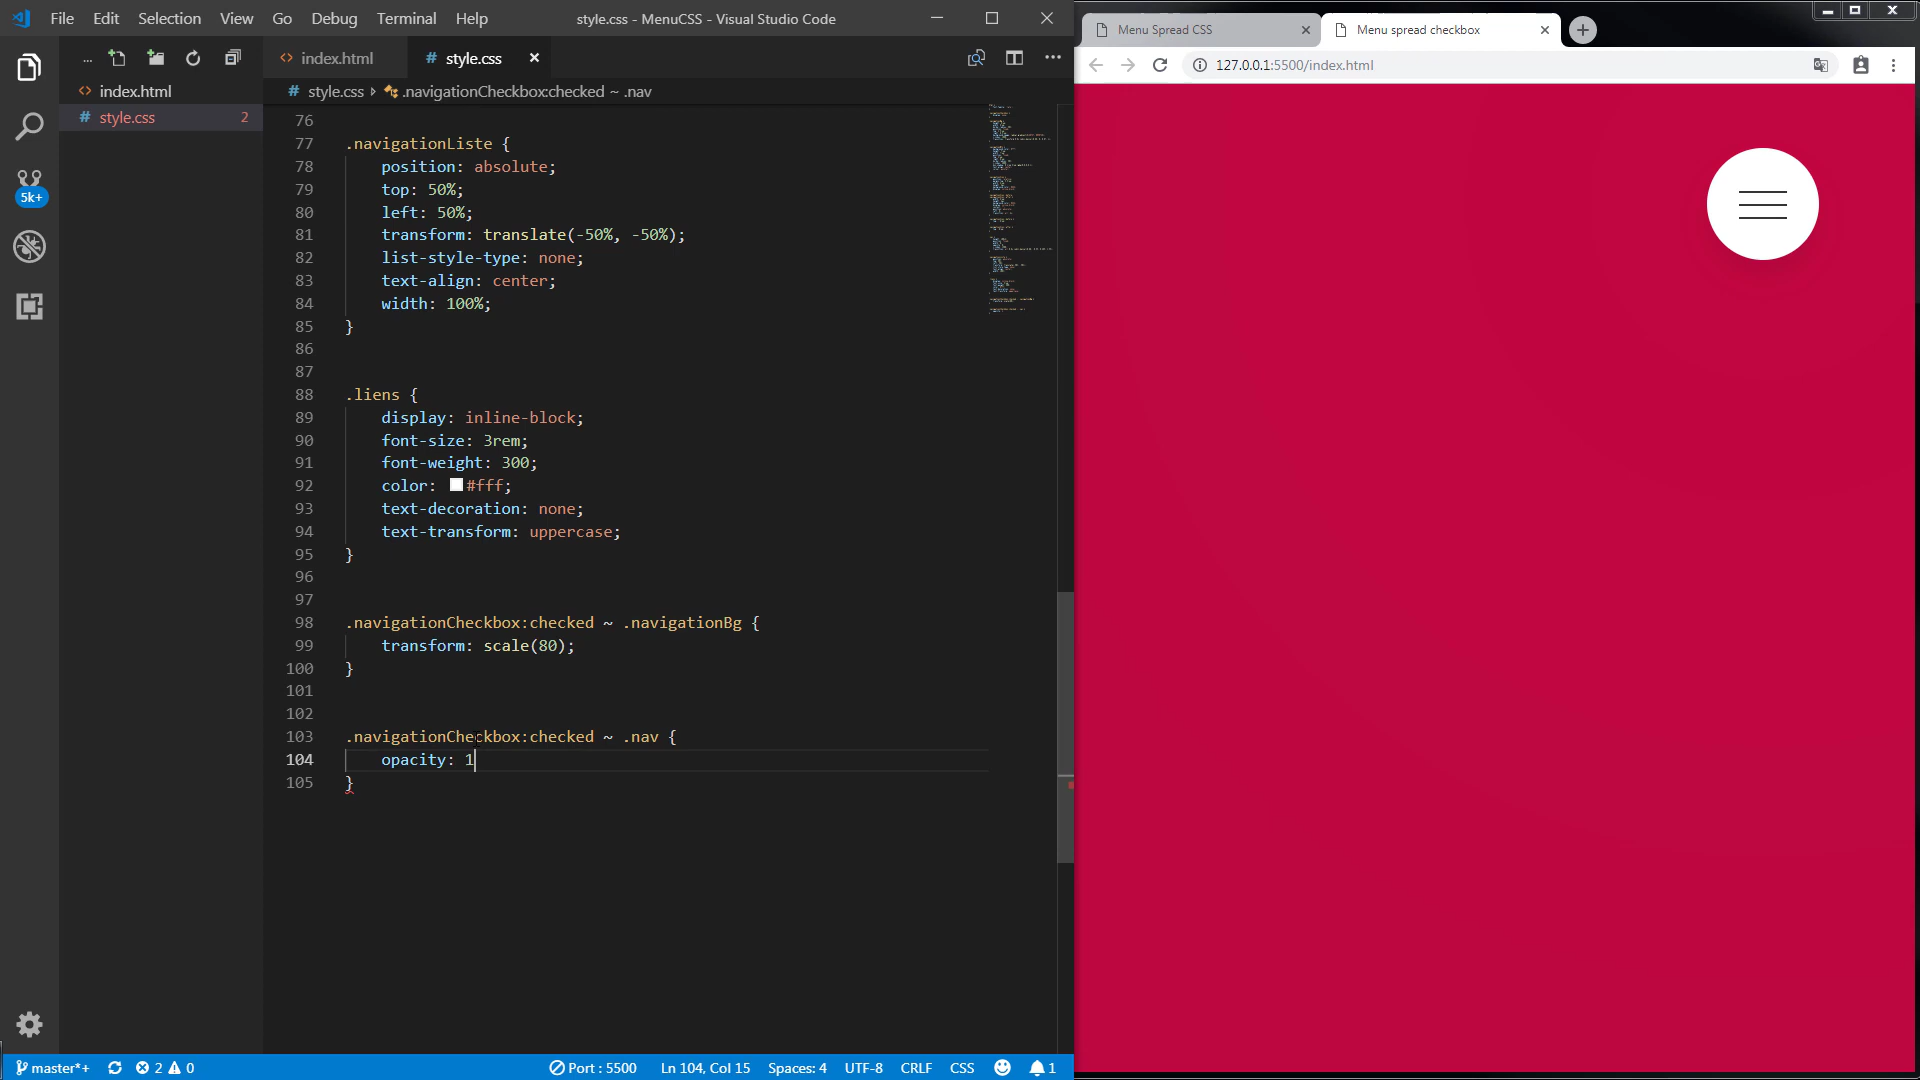 File Edit Selection View Go Debug Terminal Help
style.css - MenuCSS - Visual Studio Code
...
index.html
style.css 2
5k+
index.html
# style.css
# style.css .navigationCheckbox:checked ~ .nav
76
77 .navigationListe {
78 position: absolute;
79 top: 50%;
80 left: 50%;
81 transform: translate(-50%, -50%);
82 list-style-type: none;
83 text-align: center;
84 width: 100%;
85 }
86
87
88 .liens {
89 display: inline-block;
90 font-size: 3rem;
91 font-weight: 300;
92 color: #fff;
93 text-decoration: none;
94 text-transform: uppercase;
95 }
96
97
98 .navigationCheckbox:checked ~ .navigationBg {
99 transform: scale(80);
100 }
101
102
103 .navigationCheckbox:checked ~ .nav {
104 opacity: 1
105 }
master*+ 2 0
Port : 5500 Ln 104, Col 15 Spaces: 4 UTF-8 CRLF CSS 1
Menu Spread CSS
Menu spread checkbox
127.0.0.1:5500/index.html